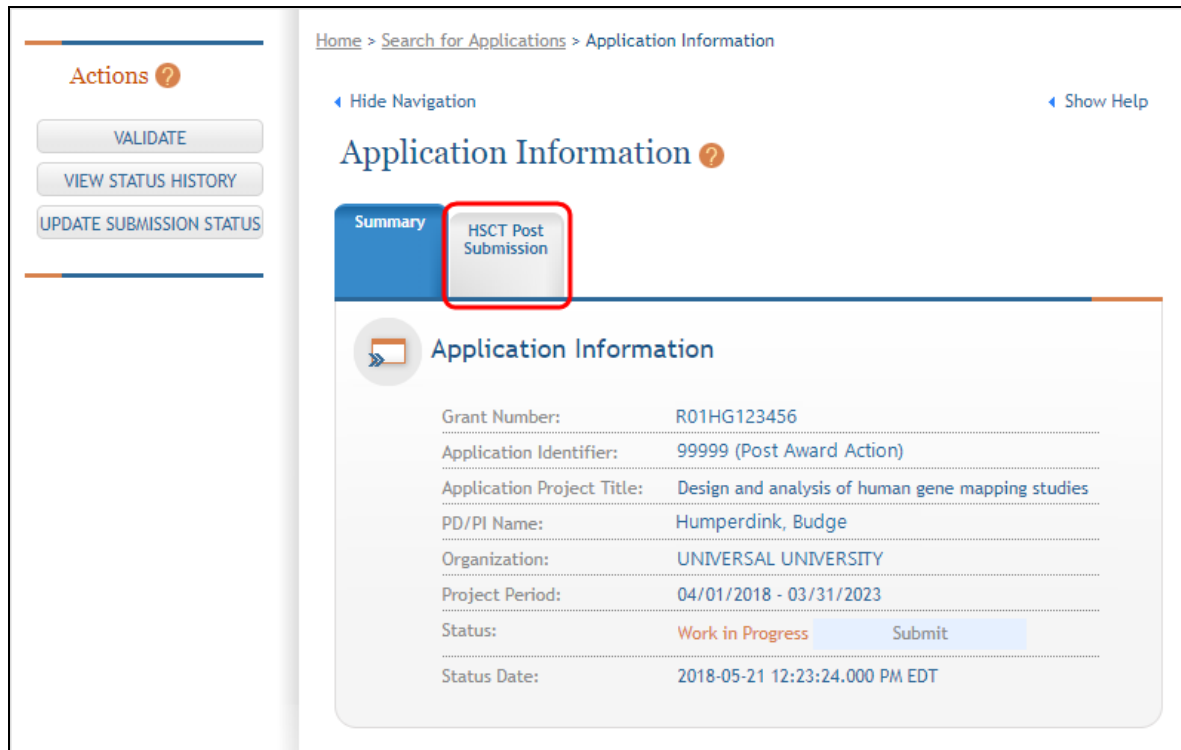 Actions ?
VALIDATE
VIEW STATUS HISTORY
UPDATE SUBMISSION STATUS
Home > Search for Applications > Application Information
Hide Navigation
Show Help
Application Information ?
Summary
HSCT Post
Submission
Application Information
Grant Number: R01HG123456
Application Identifier: 99999 (Post Award Action)
Application Project Title: Design and analysis of human gene mapping studies
PD/PI Name: Humperdink, Budge
Organization: UNIVERSAL UNIVERSITY
Project Period: 04/01/2018 - 03/31/2023
Status: Work in Progress Submit
Status Date: 2018-05-21 12:23:24.000 PM EDT